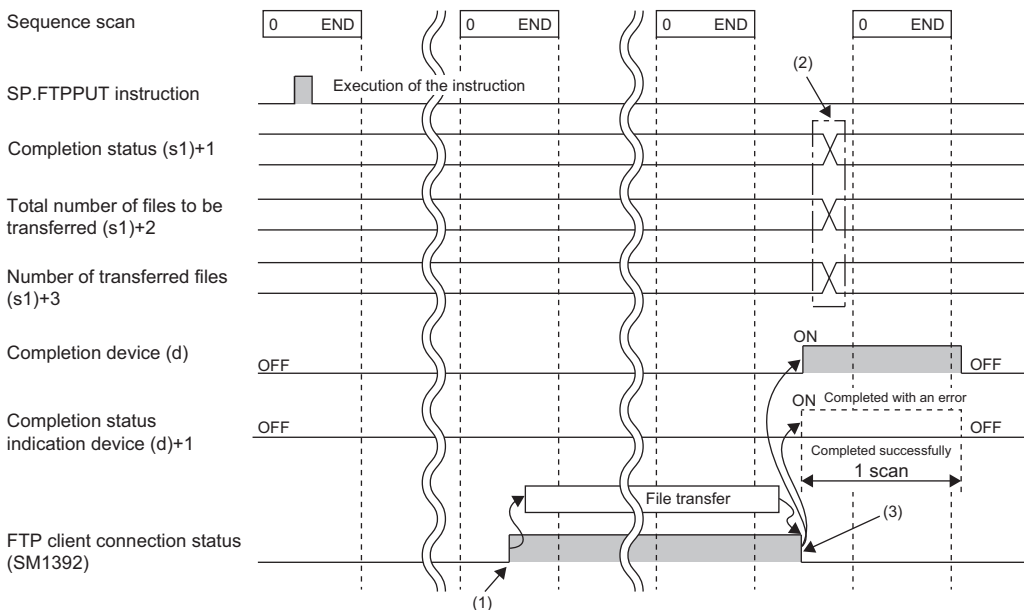 Sequence scan
0 END
0 END
0 END
0 END
(2)
SP.FTPPUT instruction
Execution of the instruction
Completion status (s1)+1
Total number of files to be
transferred (s1)+2
Number of transferred files
(s1)+3
Completion device (d)
OFF
ON
OFF
Completion status
indication device (d)+1
OFF
ON
Completed with an error
OFF
Completed successfully
1 scan
File transfer
(3)
FTP client connection status
(SM1392)
(1)